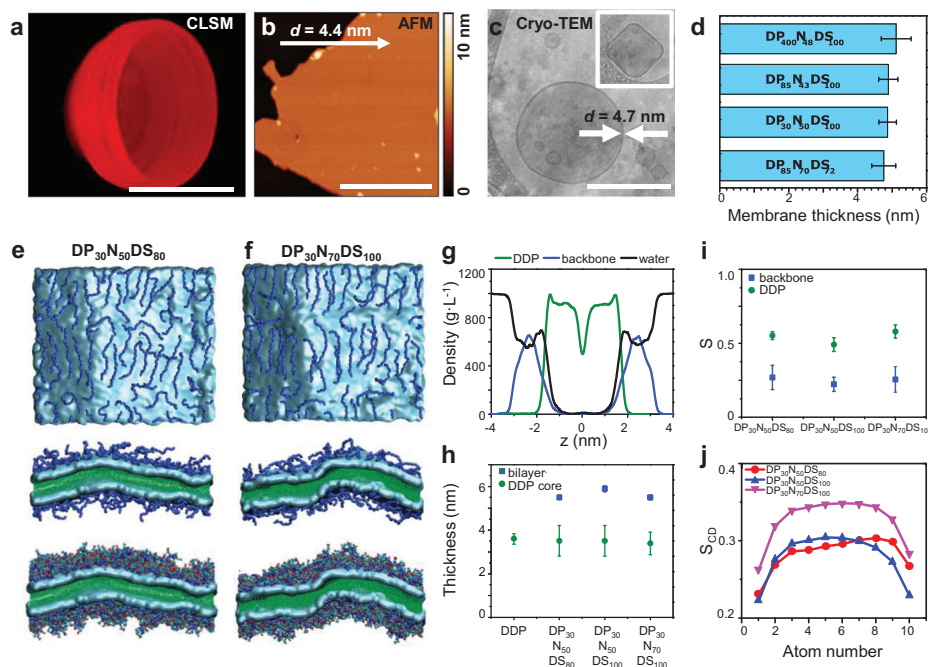 a
CLSM
b
d = 4.4 nm
AFM
10 nm
0
c
Cryo-TEM
d = 4.7 nm
d
DP400N48DS100
DP85N43DS100
DP30N50DS100
DP85N70DS72
0 2 4 6
Membrane thickness (nm)
e
DP30N50DS80
f
DP30N70DS100
g
DDP backbone water
1200
800
400
0
Density (g·L-1)
-4 -2 0 2 4
z (nm)
h
bilayer
DDP core
6
4
2
0
Thickness (nm)
DDP DP30 DP30 DP30
N50 N50 N70
DS80 DS100 DS100
i
backbone
DDP
1.0
0.5
0
S
DP30N50DS80 DP30N50DS100 DP30N70DS10
j
DP30N50DS80
DP30N50DS100
DP30N70DS100
0.4
0.3
0.2
SCD
0 2 4 6 8 10
Atom number